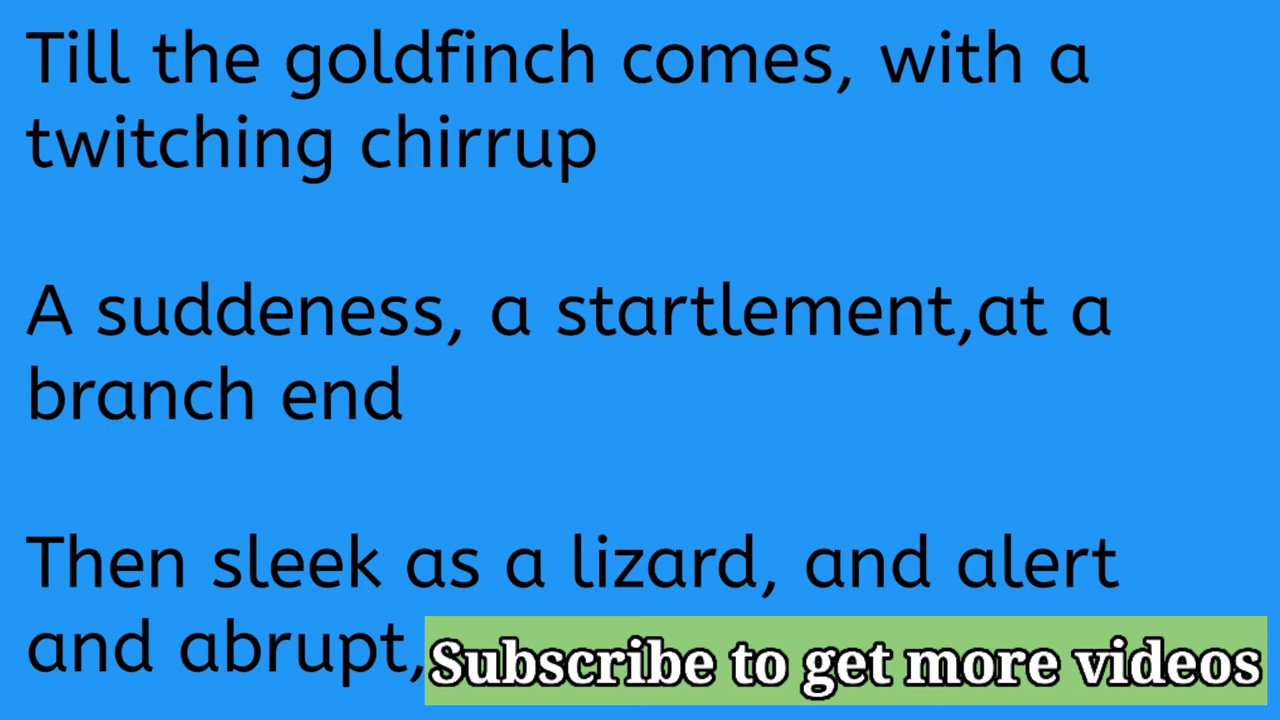 Till the goldfinch comes, with a
twitching chirrup
A suddeness, a startlement,at a
branch end
Then sleek as a lizard, and alert
and abrupt,
Subscribe to get more videos